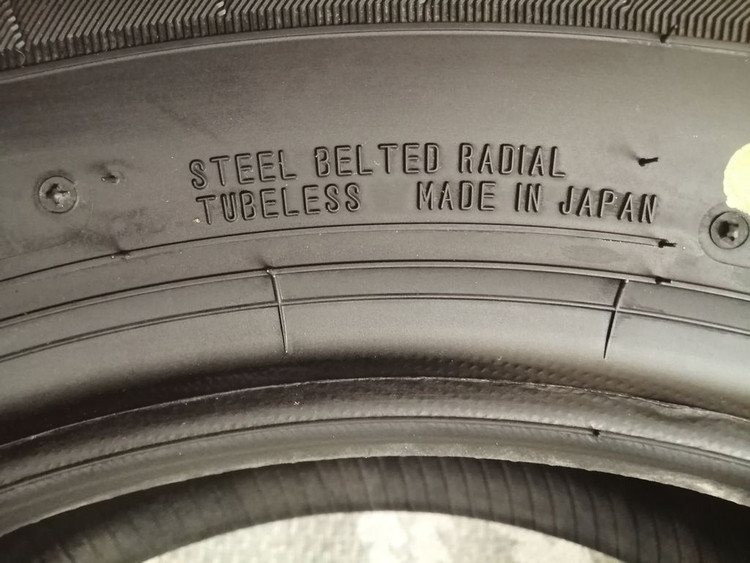 STEEL BELTED RADIAL
TUBELESS MADE IN JAPAN